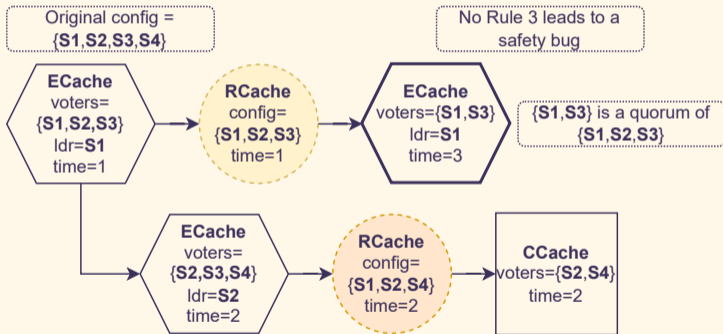 Original config =
{S1,S2,S3,S4}
No Rule 3 leads to a
safety bug
ECache
voters=
{S1,S2,S3}
ldr=S1
time=1
RCache
config=
{S1,S2,S3}
time=1
ECache
voters={S1,S3}
ldr=S1
time=3
{S1,S3} is a quorum of
{S1,S2,S3}
ECache
voters=
{S2,S3,S4}
ldr=S2
time=2
RCache
config=
{S1,S2,S4}
time=2
CCache
voters={S2,S4}
time=2